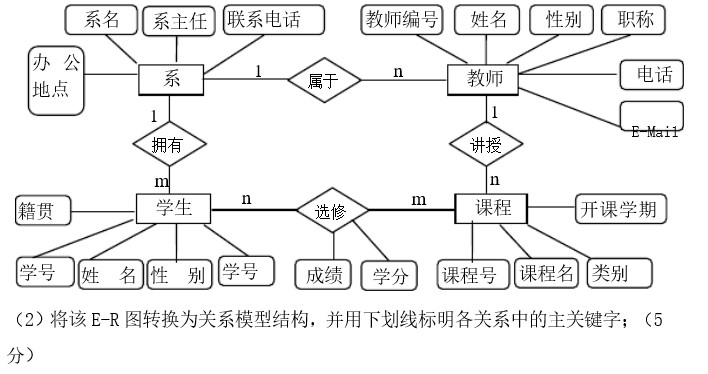 系名 系主任 联系电话 教师编号 姓名 性别 职称
办公
地点
系 1 属于 n 教师 电话
E-Mail
1 1
拥有 讲授
m n
籍贯 学生 n 选修 m 课程 开课学期
学号 姓 名 性 别 学号 成绩 学分 课程号 课程名 类别
（2）将该 E-R 图转换为关系模型结构，并用下划线标明各关系中的主关键字；（5
分）